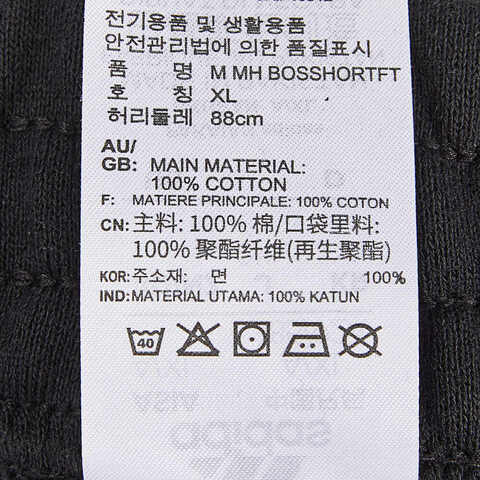 전기용품 및 생활용품
안전관리법에 의한 품질표시
품 명 M MH BOSSHORTFT
호 칭 XL
허리둘레 88cm
AU/
GB: MAIN MATERIAL:
100% COTTON
F: MATIERE PRINCIPALE: 100% COTON
CN: 主料: 100% 棉/口袋里料:
100% 聚酯纤维(再生聚酯)
KOR: 주소재: 면 100%
IND: MATERIAL UTAMA: 100% KATUN
40
ASIA
adidas